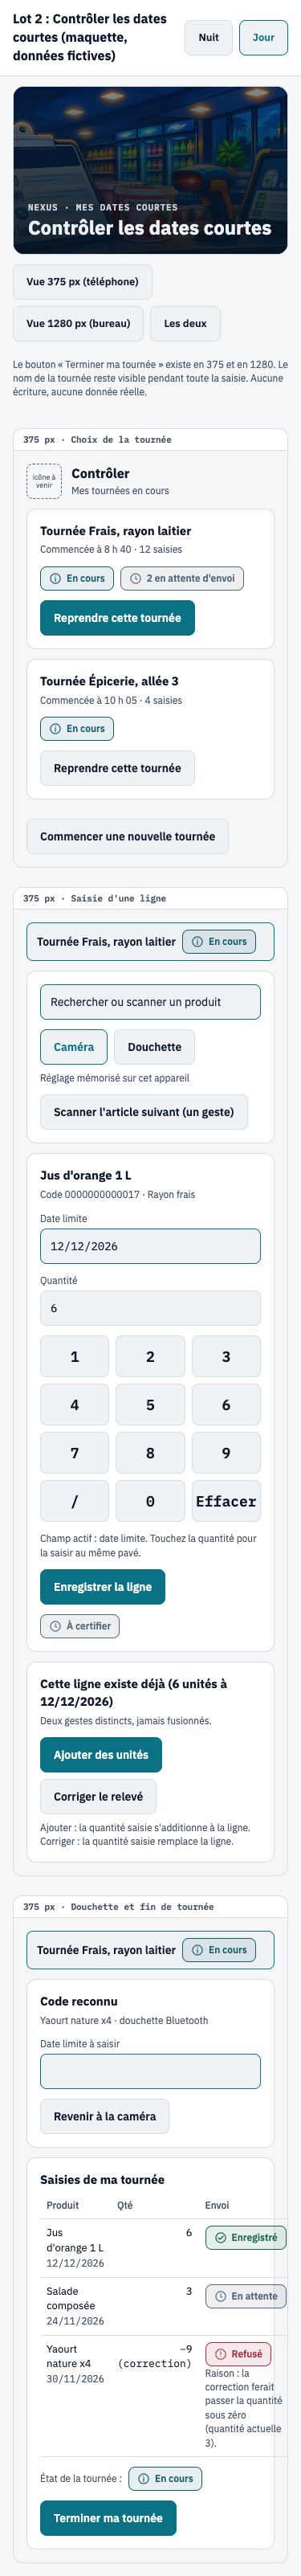 Lot 2 : Contrôler les dates
courtes (maquette,
données fictives)
Nuit
Jour
NEXUS · MES DATES COURTES
Contrôler les dates courtes
Vue 375 px (téléphone)
Vue 1280 px (bureau)
Les deux
Le bouton « Terminer ma tournée » existe en 375 et en 1280. Le
nom de la tournée reste visible pendant toute la saisie. Aucune
écriture, aucune donnée réelle.
375 px · Choix de la tournée
icône à
venir
Contrôler
Mes tournées en cours
Tournée Frais, rayon laitier
Commencée à 8 h 40 · 12 saisies
En cours
2 en attente d'envoi
Reprendre cette tournée
Tournée Épicerie, allée 3
Commencée à 10 h 05 · 4 saisies
En cours
Reprendre cette tournée
Commencer une nouvelle tournée
375 px · Saisie d'une ligne
Tournée Frais, rayon laitier
En cours
Rechercher ou scanner un produit
Caméra
Douchette
Réglage mémorisé sur cet appareil
Scanner l'article suivant (un geste)
Jus d'orange 1 L
Code 0000000000017 · Rayon frais
Date limite
12/12/2026
Quantité
6
1 2 3
4 5 6
7 8 9
/ 0 Effacer
Champ actif : date limite. Touchez la quantité pour
la saisir au même pavé.
Enregistrer la ligne
À certifier
Cette ligne existe déjà (6 unités à
12/12/2026)
Deux gestes distincts, jamais fusionnés.
Ajouter des unités
Corriger le relevé
Ajouter : la quantité saisie s'additionne à la ligne.
Corriger : la quantité saisie remplace la ligne.
375 px · Douchette et fin de tournée
Tournée Frais, rayon laitier
En cours
Code reconnu
Yaourt nature x4 · douchette Bluetooth
Date limite à saisir
Revenir à la caméra
Saisies de ma tournée
Produit Qté Envoi
Jus
d'orange 1 L
12/12/2026
6
Enregistré
Salade
composée
24/11/2026
3
En attente
Yaourt
nature x4
30/11/2026
−9
(correction)
Refusé
Raison : la
correction ferait
passer la quantité
sous zéro
(quantité actuelle
3).
État de la tournée :
En cours
Terminer ma tournée